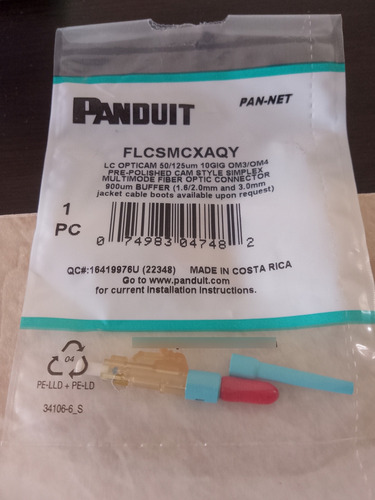 PANDUIT
PAN-NET
FLCSMCXAQY
LC OPTICAM 50/125um 10GIG OM3/OM4
PRE-POLISHED CAM STYLE SIMPLEX
MULTIMODE FIBER OPTIC CONNECTOR
900um BUFFER (1.6/2.0mm and 3.0mm
jacket cable boots available upon request)
1
PC
0 74983 04748 2
QC#:16419976U (22348) MADE IN COSTA RICA
Go to www.panduit.com
for current installation instructions.
04
PE-LLD + PE-LD
34106-6_S